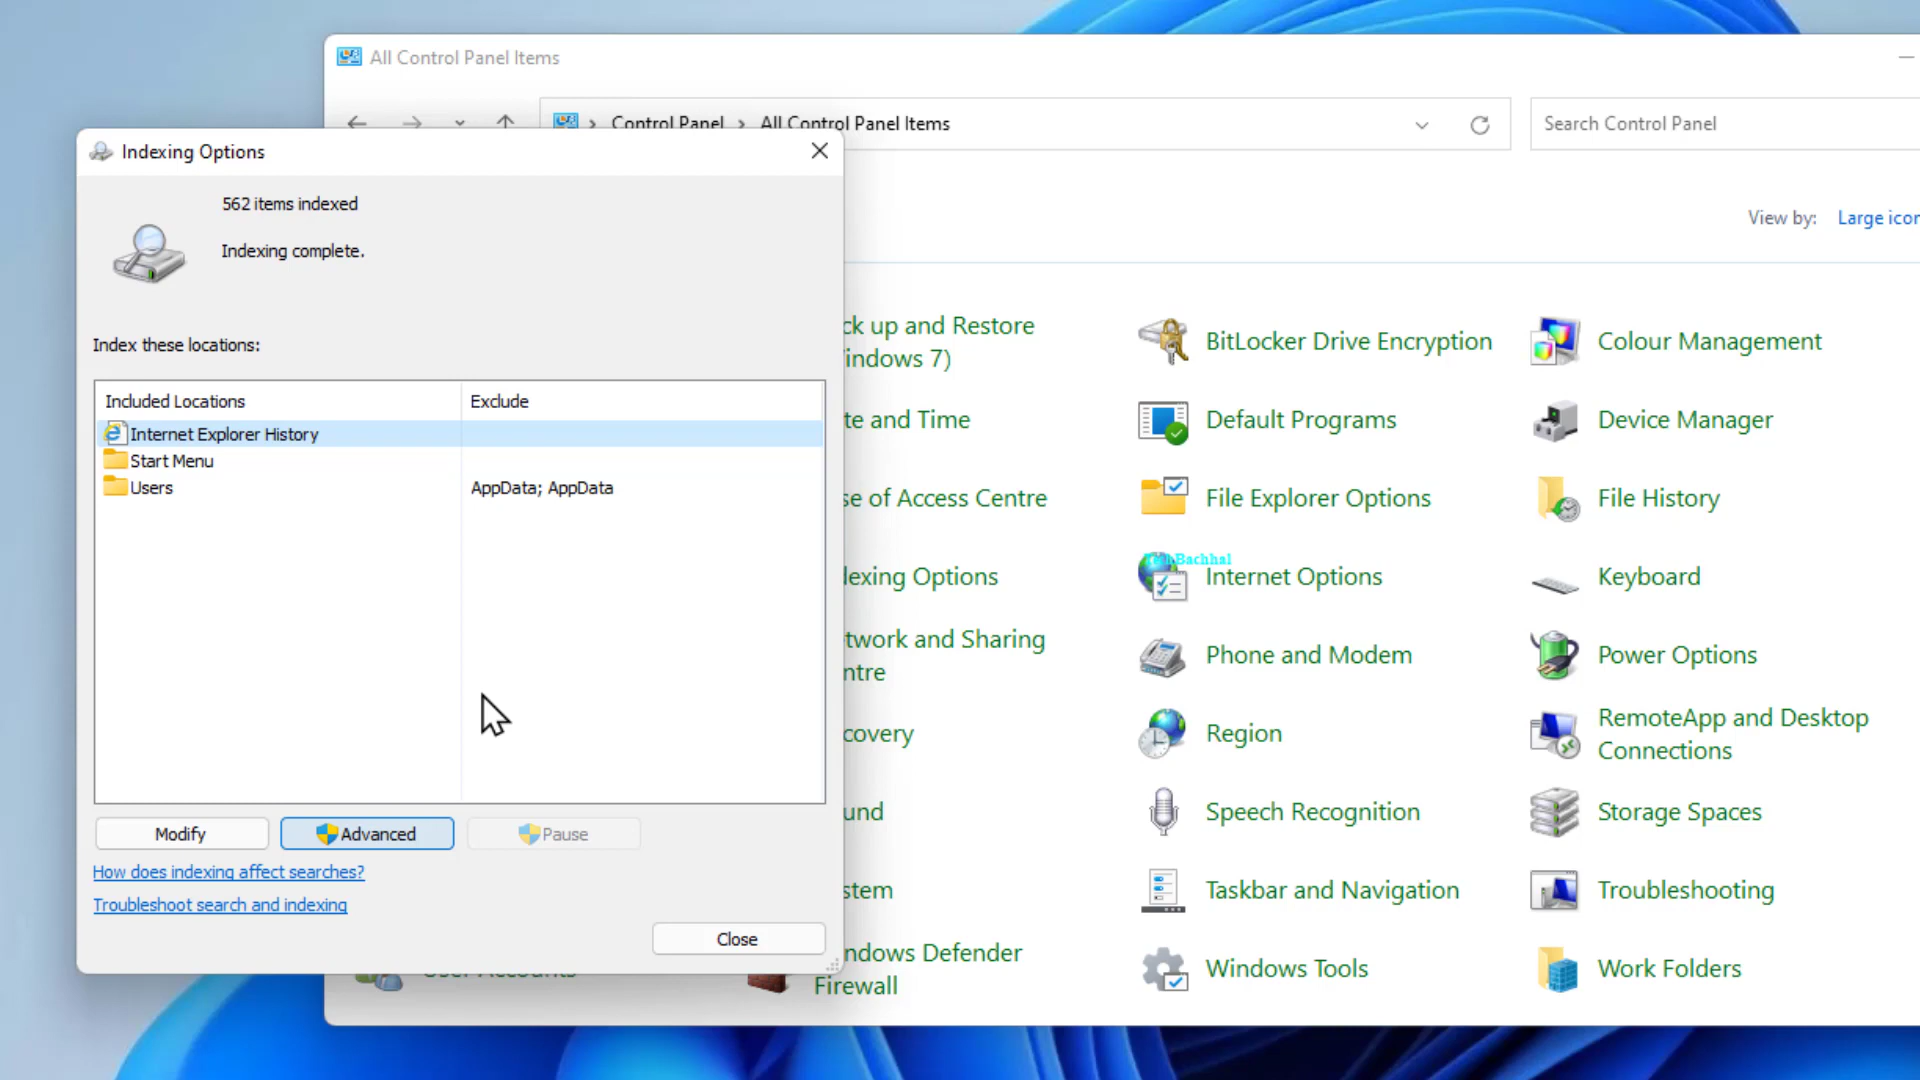 All Control Panel Items
Control Panel > All Control Panel Items
Search Control Panel
Indexing Options
562 items indexed
Indexing complete.
Index these locations:
Included Locations Exclude
Internet Explorer History
Start Menu
Users AppData; AppData
Modify Advanced Pause
How does indexing affect searches?
Troubleshoot search and indexing
Close
View by: Large icon
ck up and Restore
indows 7)
BitLocker Drive Encryption
Colour Management
te and Time
Default Programs
Device Manager
se of Access Centre
File Explorer Options
File History
dexing Options
Bachhal
Internet Options
Keyboard
twork and Sharing
ntre
Phone and Modem
Power Options
covery
Region
RemoteApp and Desktop
Connections
und
Speech Recognition
Storage Spaces
stem
Taskbar and Navigation
Troubleshooting
User Accounts
ndows Defender
Firewall
Windows Tools
Work Folders